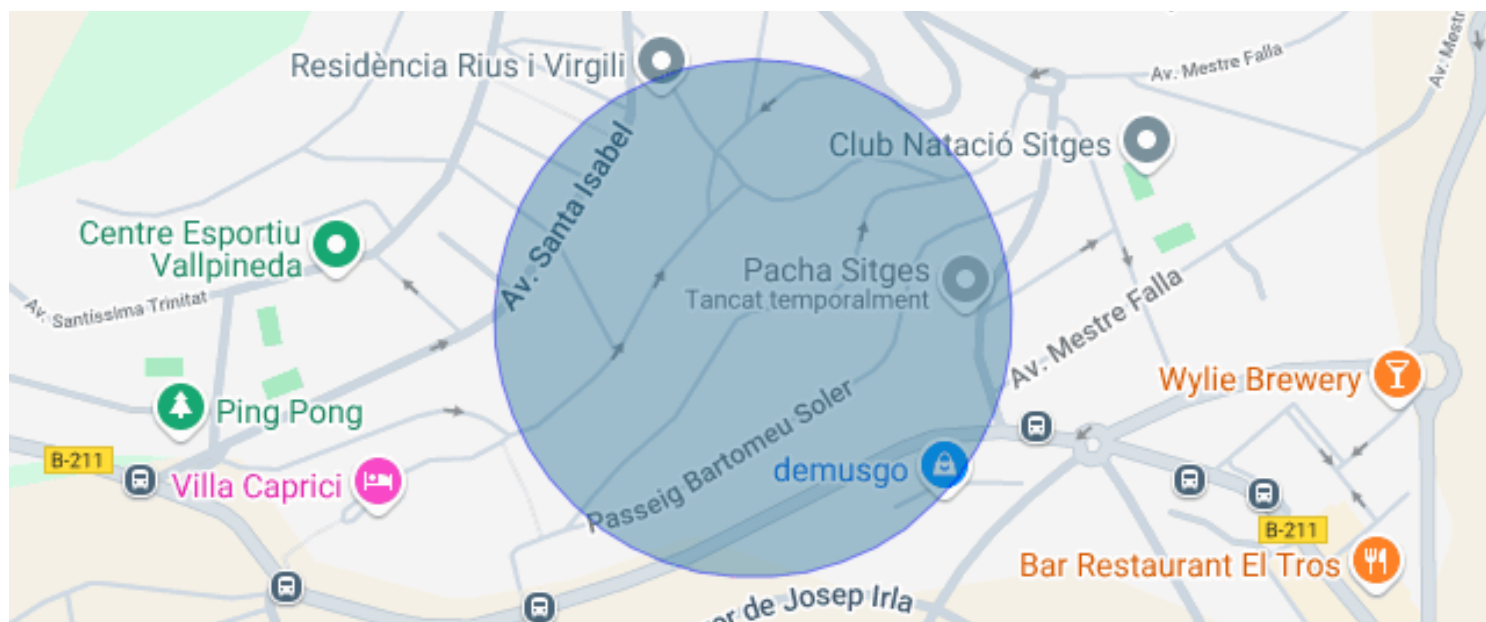 Residència Rius i Virgili
Av. Mestre Falla
Av. Mestre
Club Natació Sitges
Av. Santa Isabel
Centre Esportiu
Vallpineda
Av. Santíssima Trinitat
Pacha Sitges
Tancat temporalment
Av. Mestre Falla
Wylie Brewery
Ping Pong
B-211
Villa Caprici
Passeig Bartomeu Soler
demusgo
B-211
Bar Restaurant El Tros
de Josep Irla